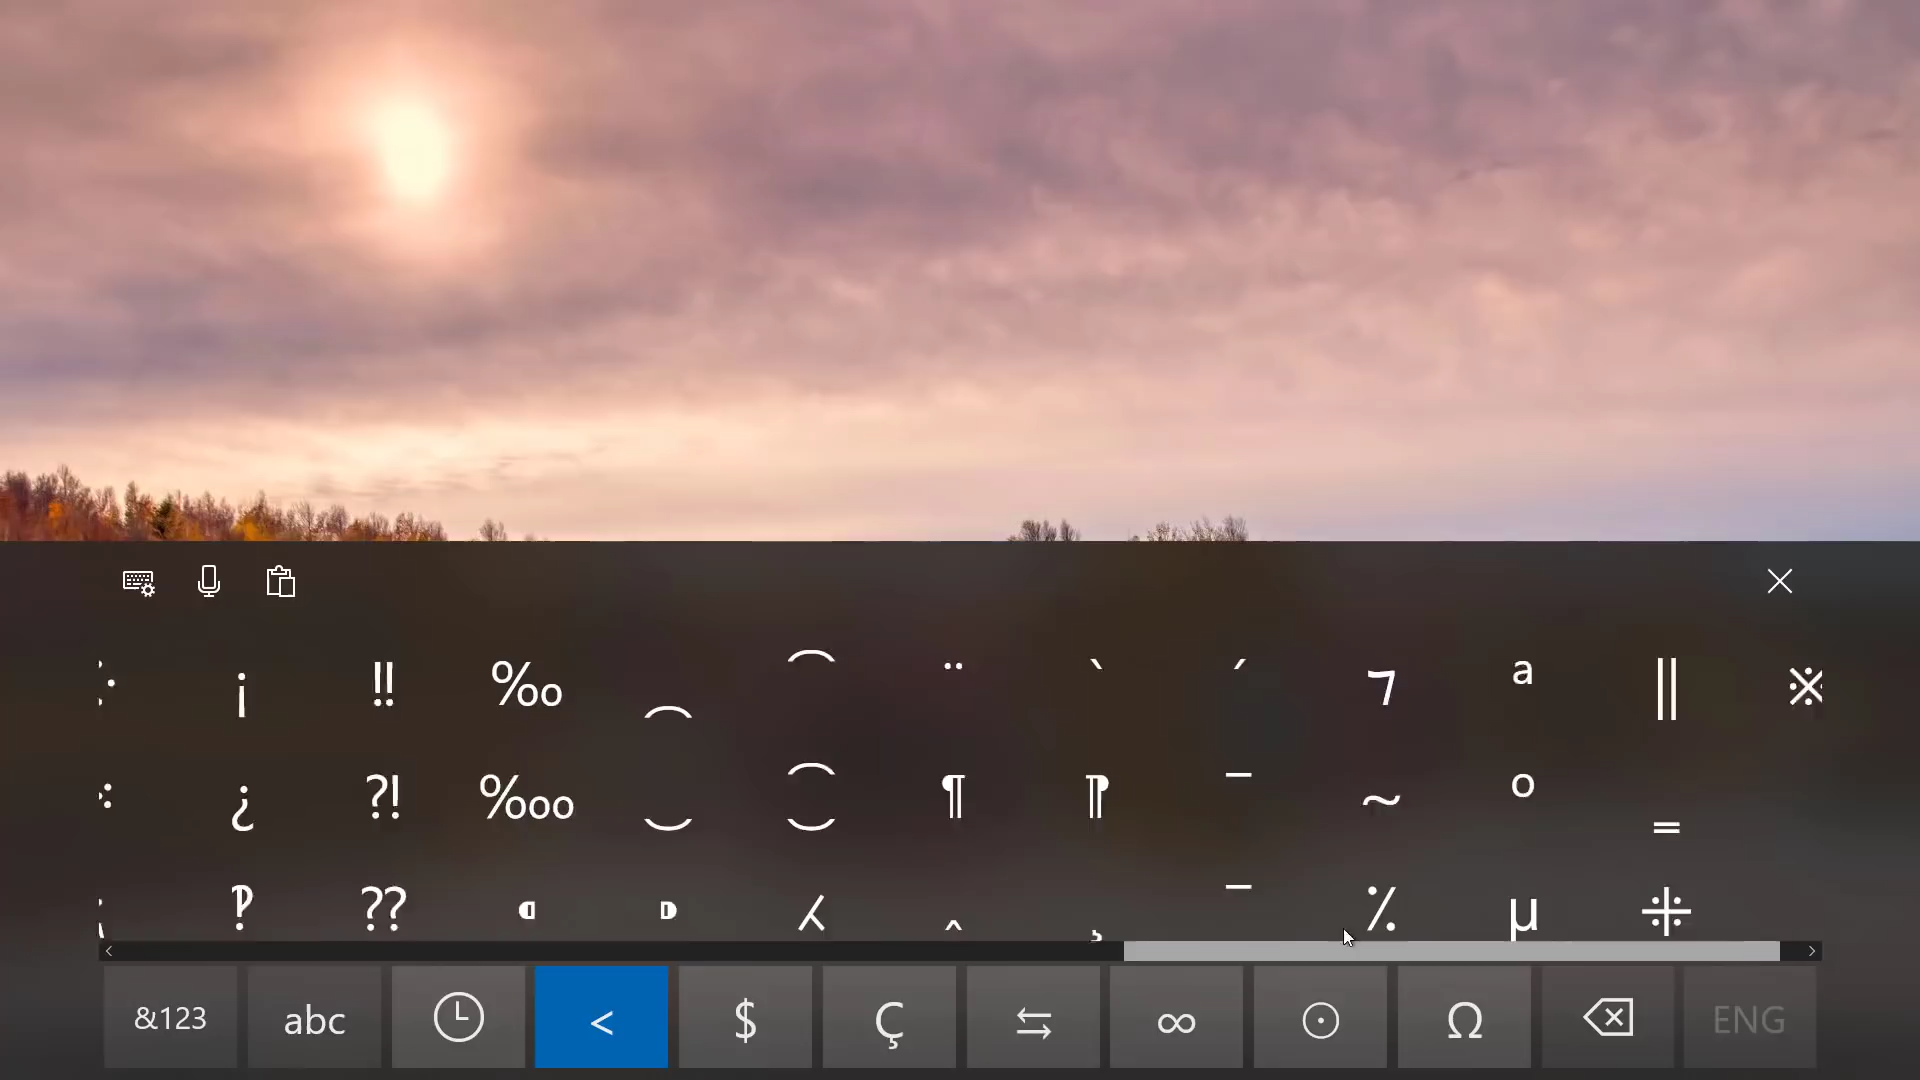 ¡ ‼ ‰ ⁀ ¨ ` ´ ⁊ ª ‖ ※
¿ ⁈ ‱ ‿ ¶ ⁋ ¯ ~ º ‗
‽ ⁇ ⁌ ⁍ ⁁ ‸ ¸ ¯ ⁒ µ ⁜
&123 abc < $ Ç ⇆ ∞ ⊙ Ω ENG